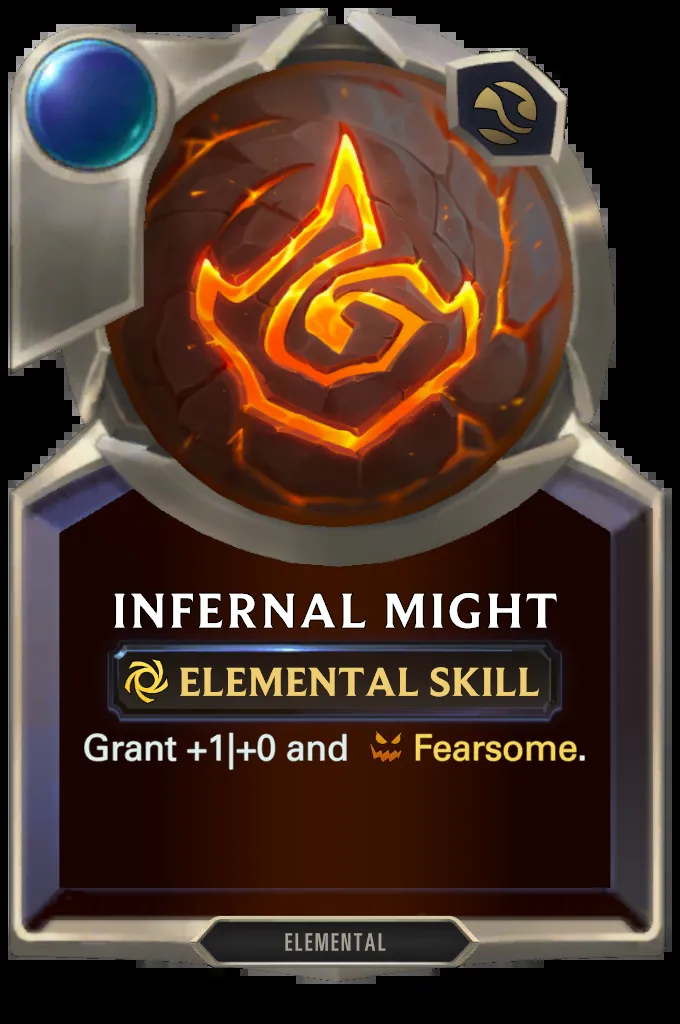 INFERNAL MIGHT
ELEMENTAL SKILL
Grant +1|+0 and Fearsome.
ELEMENTAL